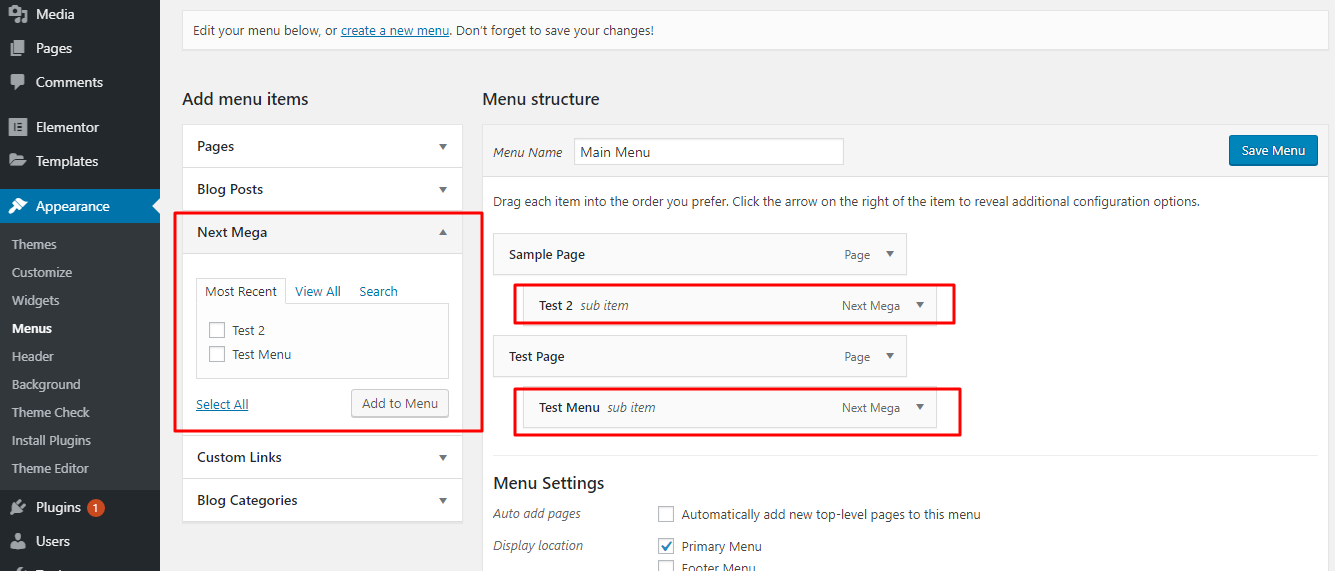 Media
Pages
Comments
Elementor
Templates
Appearance
Themes
Customize
Widgets
Menus
Header
Background
Theme Check
Install Plugins
Theme Editor
Plugins 1
Users
Edit your menu below, or create a new menu. Don't forget to save your changes!
Add menu items
Pages
Blog Posts
Next Mega
Most Recent View All Search
Test 2
Test Menu
Select All Add to Menu
Custom Links
Blog Categories
Menu structure
Menu Name Main Menu Save Menu
Drag each item into the order you prefer. Click the arrow on the right of the item to reveal additional configuration options.
Sample Page Page
Test 2 sub item Next Mega
Test Page Page
Test Menu sub item Next Mega
Menu Settings
Auto add pages Automatically add new top-level pages to this menu
Display location Primary Menu
Footer Menu